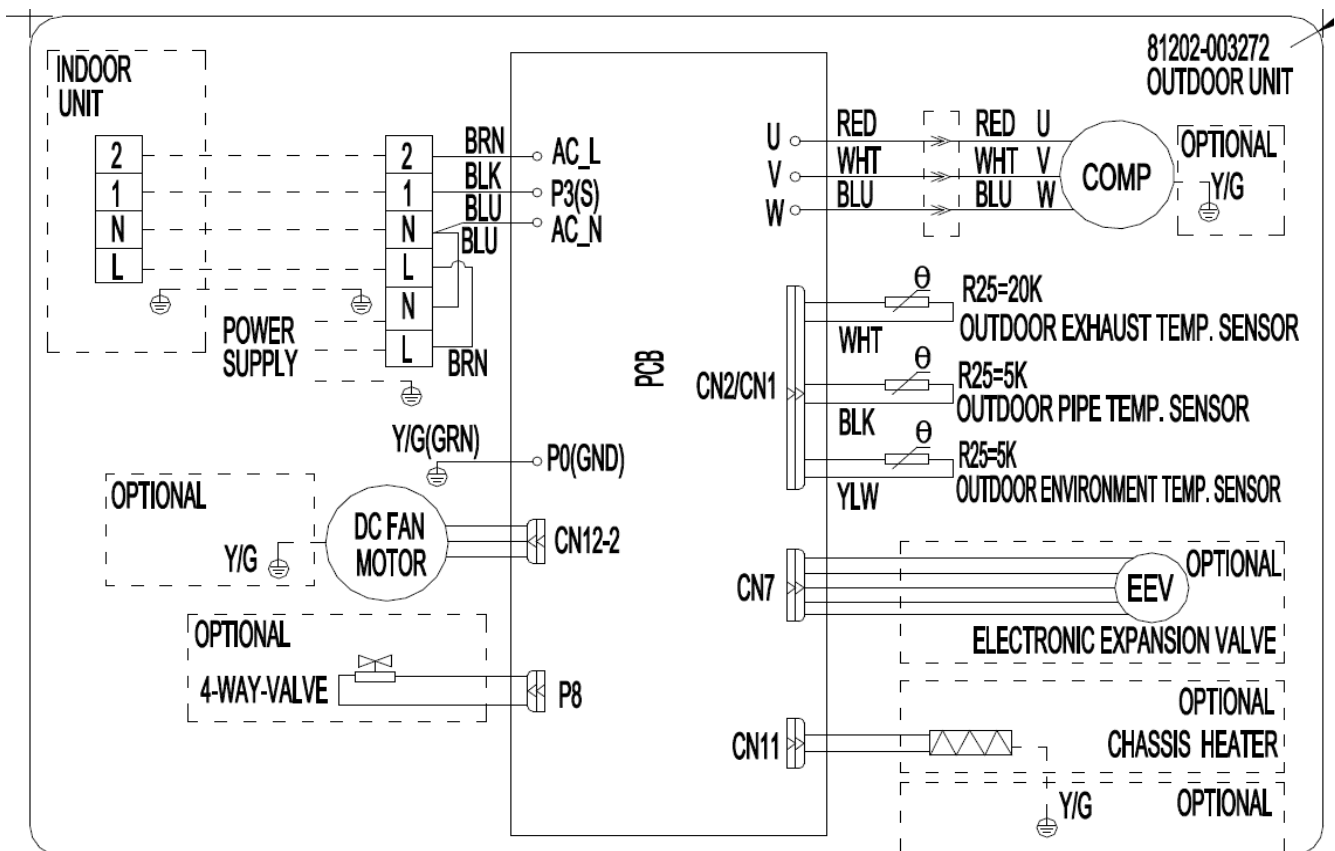 81202-003272
OUTDOOR UNIT
INDOOR
UNIT
2
1
N
L
2
1
N
L
N
L
BRN
BLK
BLU
BLU
BRN
AC_L
P3(S)
AC_N
POWER
SUPPLY
PCB
U
V
W
RED
WHT
BLU
RED U
WHT V
BLU W
COMP
OPTIONAL
Y/G
CN2/CN1
θ
R25=20K
OUTDOOR EXHAUST TEMP. SENSOR
WHT
θ
R25=5K
OUTDOOR PIPE TEMP. SENSOR
BLK
θ
R25=5K
OUTDOOR ENVIRONMENT TEMP. SENSOR
YLW
Y/G(GRN)
P0(GND)
OPTIONAL
Y/G
DC FAN
MOTOR
CN12-2
OPTIONAL
4-WAY-VALVE
P8
CN7
OPTIONAL
EEV
ELECTRONIC EXPANSION VALVE
CN11
OPTIONAL
CHASSIS HEATER
Y/G
OPTIONAL